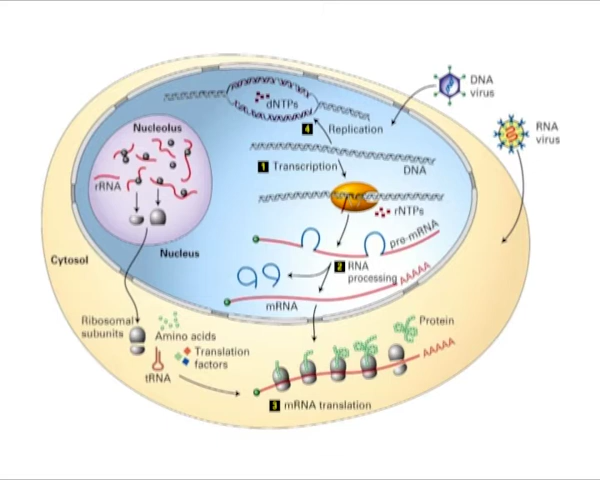 DNA
virus
RNA
virus
dNTPs
4 Replication
Nucleolus
1 Transcription
DNA
rRNA
rNTPs
pre-mRNA
Nucleus
Cytosol
2 RNA
processing
AAAAA
mRNA
Ribosomal
subunits
Amino acids
Translation
factors
tRNA
Protein
AAAAA
3 mRNA translation